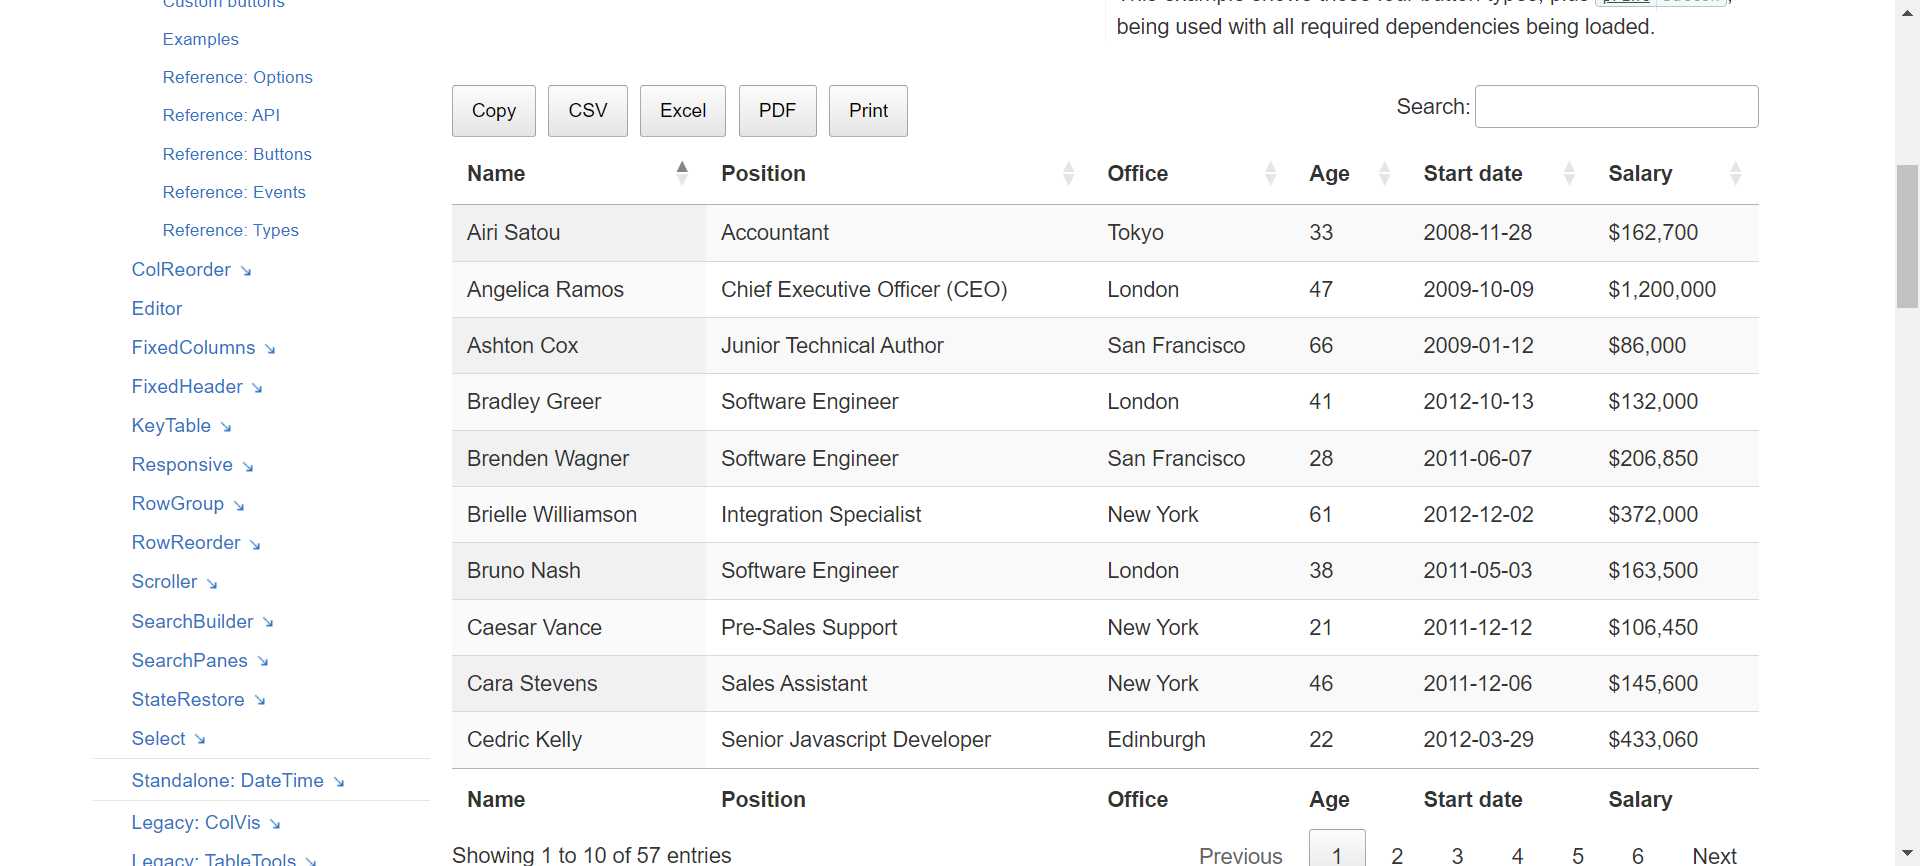 Custom buttons
Examples
Reference: Options
Reference: API
Reference: Buttons
Reference: Events
Reference: Types
ColReorder
Editor
FixedColumns
FixedHeader
KeyTable
Responsive
RowGroup
RowReorder
Scroller
SearchBuilder
SearchPanes
StateRestore
Select
Standalone: DateTime
Legacy: ColVis
Legacy: TableTools
being used with all required dependencies being loaded.
Copy CSV Excel PDF Print Search:
Name Position Office Age Start date Salary
Airi Satou Accountant Tokyo 33 2008-11-28 $162,700
Angelica Ramos Chief Executive Officer (CEO) London 47 2009-10-09 $1,200,000
Ashton Cox Junior Technical Author San Francisco 66 2009-01-12 $86,000
Bradley Greer Software Engineer London 41 2012-10-13 $132,000
Brenden Wagner Software Engineer San Francisco 28 2011-06-07 $206,850
Brielle Williamson Integration Specialist New York 61 2012-12-02 $372,000
Bruno Nash Software Engineer London 38 2011-05-03 $163,500
Caesar Vance Pre-Sales Support New York 21 2011-12-12 $106,450
Cara Stevens Sales Assistant New York 46 2011-12-06 $145,600
Cedric Kelly Senior Javascript Developer Edinburgh 22 2012-03-29 $433,060
Name Position Office Age Start date Salary
Showing 1 to 10 of 57 entries Previous 1 2 3 4 5 6 Next